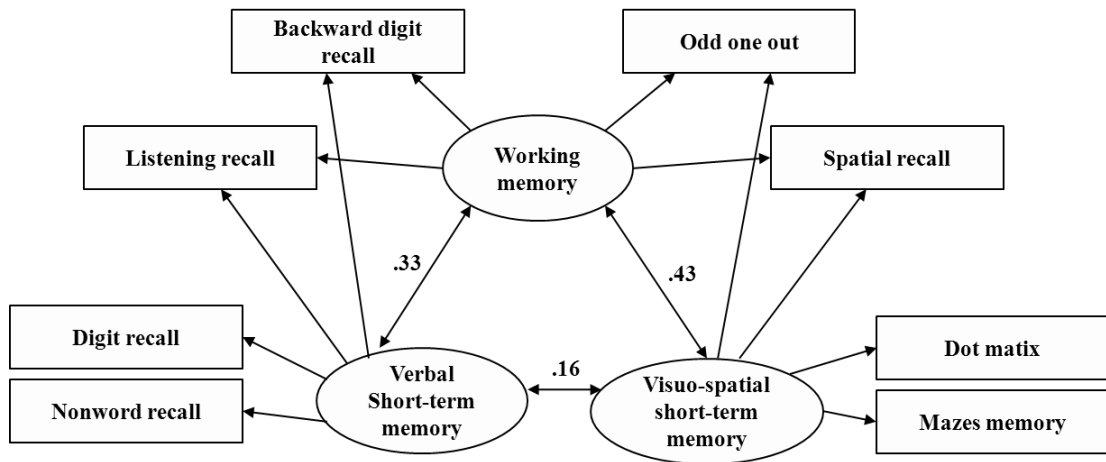 Backward digit
recall
Odd one out
Listening recall
Working
memory
Spatial recall
.33
.43
Digit recall
Nonword recall
Verbal
Short-term
memory
.16
Visuo-spatial
short-term
memory
Dot matix
Mazes memory